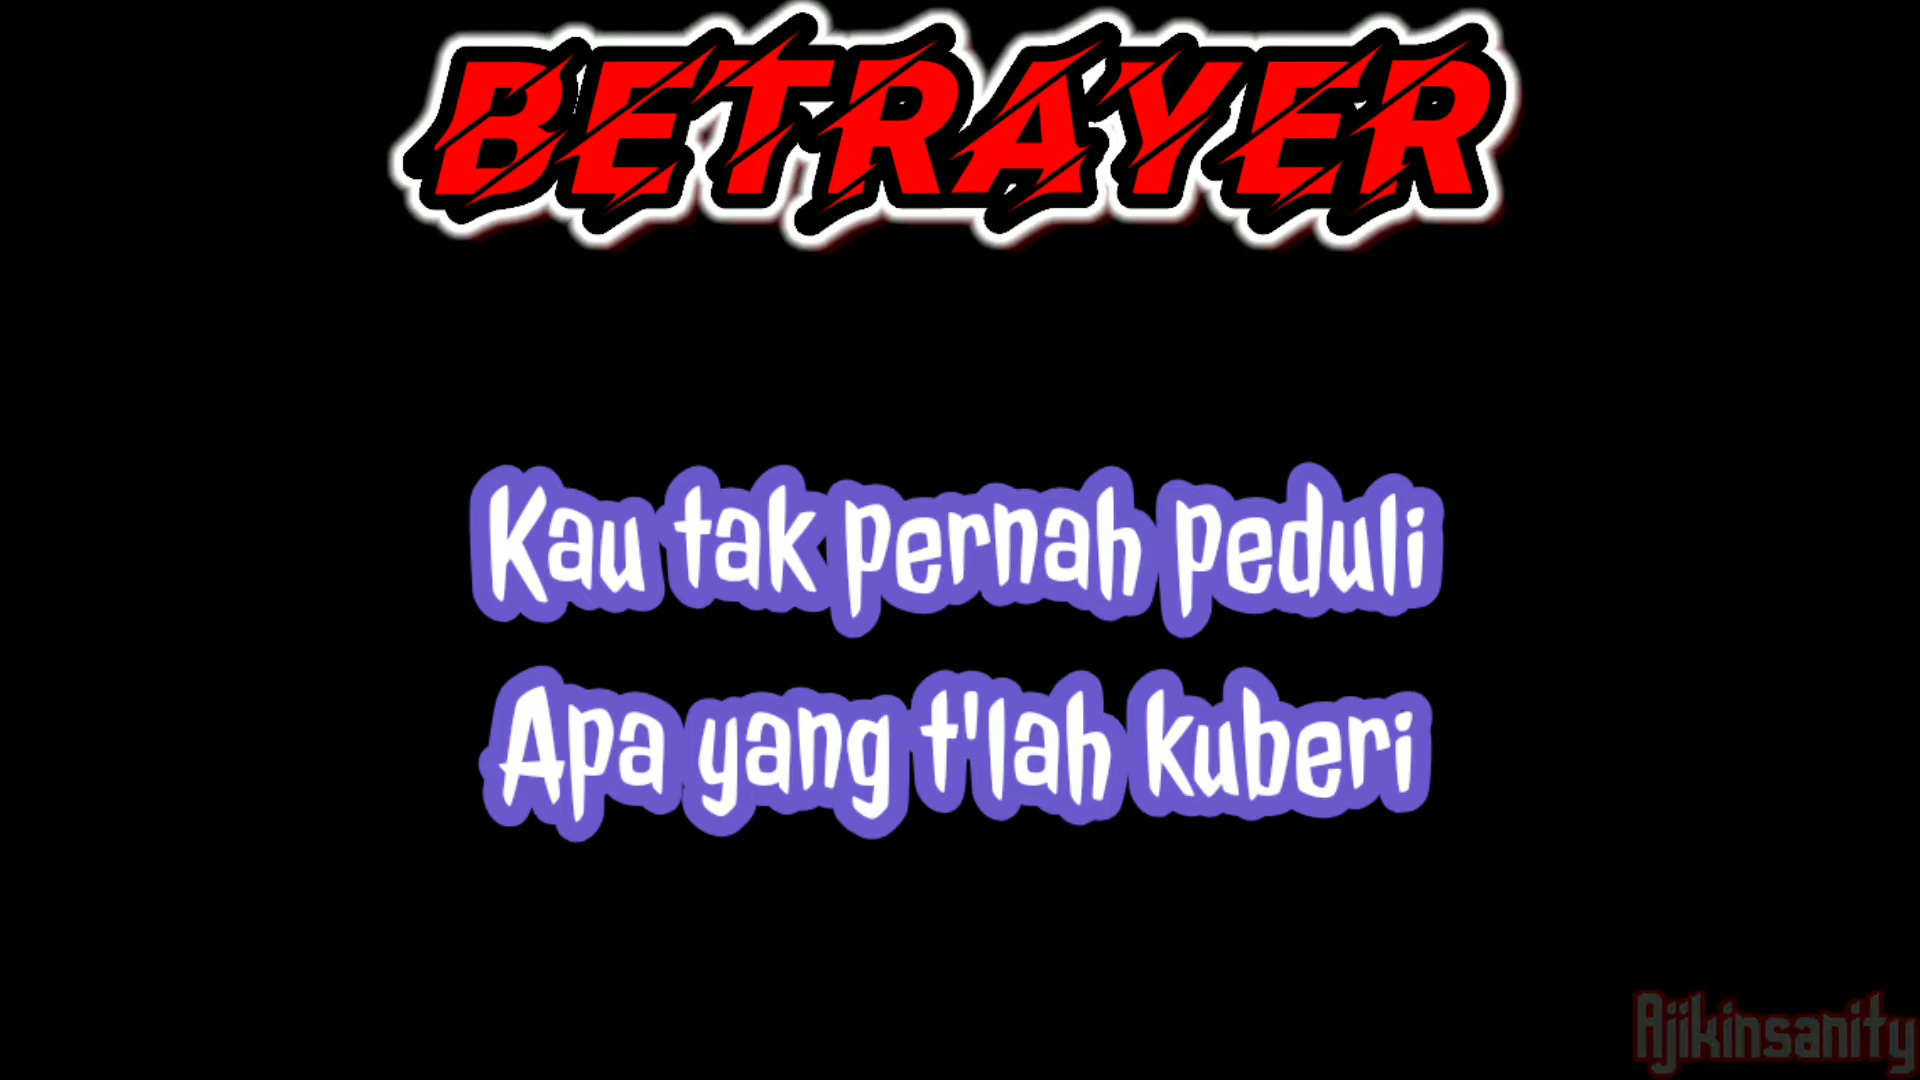 BETRAYER
Kau tak pernah peduli
Apa yang t'lah kuberi
Ajikinsanity